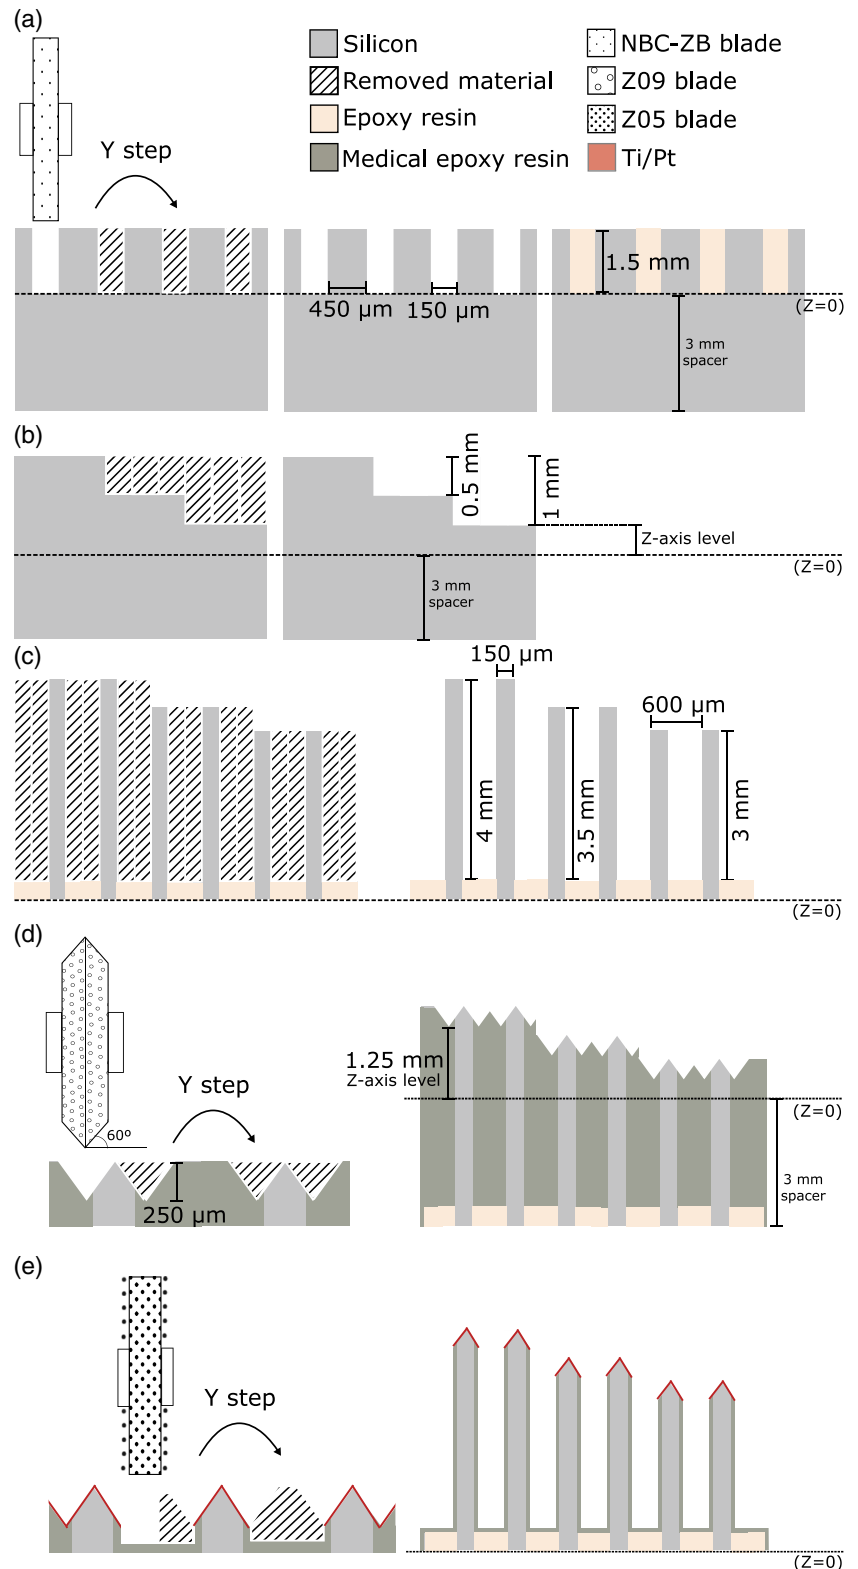 (a)
Silicon
NBC-ZB blade
Removed material
Z09 blade
Epoxy resin
Z05 blade
Medical epoxy resin
Ti/Pt
Y step
1.5 mm
450 µm
150 µm
(Z=0)
3 mm
spacer
(b)
0.5 mm
1 mm
Z-axis level
(Z=0)
3 mm
spacer
(c)
150 µm
600 µm
4 mm
3.5 mm
3 mm
(Z=0)
(d)
1.25 mm
Z-axis level
Y step
(Z=0)
60º
3 mm
spacer
250 µm
(e)
Y step
(Z=0)